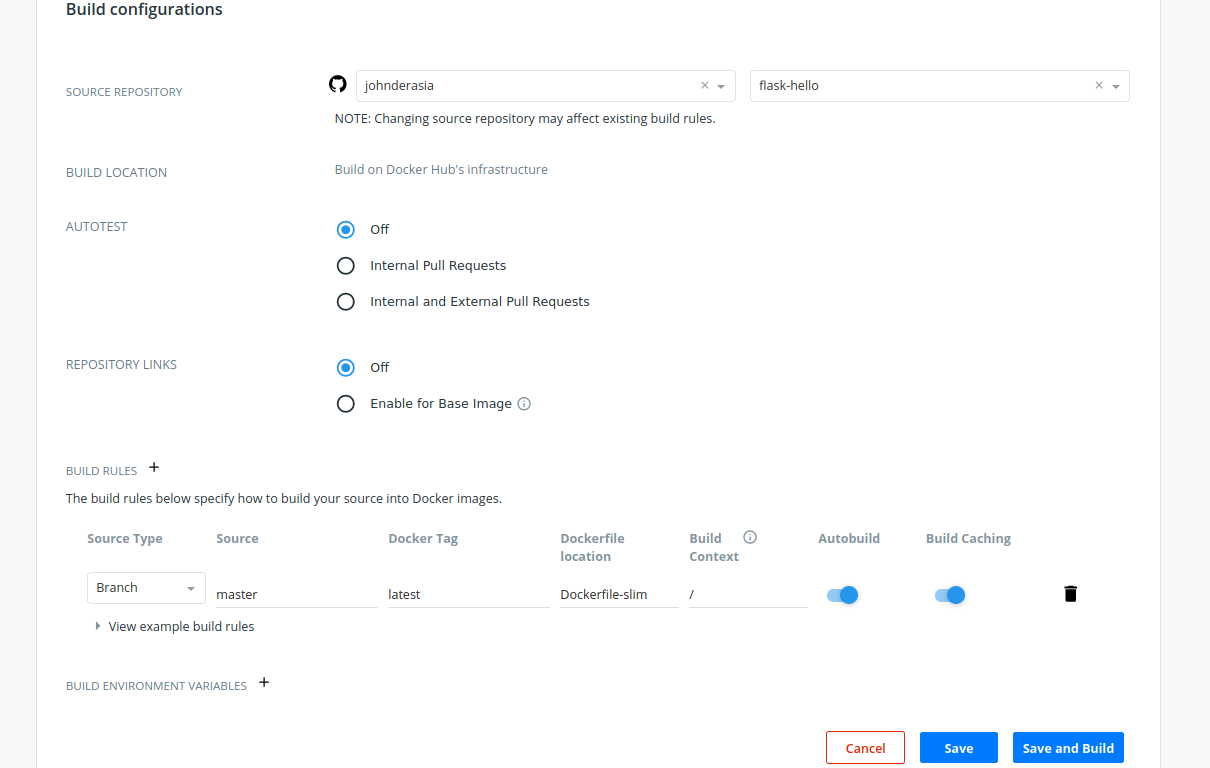 Build configurations
SOURCE REPOSITORY
johnderasia × flask-hello ×
NOTE: Changing source repository may affect existing build rules.
BUILD LOCATION
Build on Docker Hub's infrastructure
AUTOTEST
Off
Internal Pull Requests
Internal and External Pull Requests
REPOSITORY LINKS
Off
Enable for Base Image
BUILD RULES +
The build rules below specify how to build your source into Docker images.
Source Type Source Docker Tag Dockerfile location Build Context Autobuild Build Caching
Branch master latest Dockerfile-slim /
View example build rules
BUILD ENVIRONMENT VARIABLES +
Cancel Save Save and Build